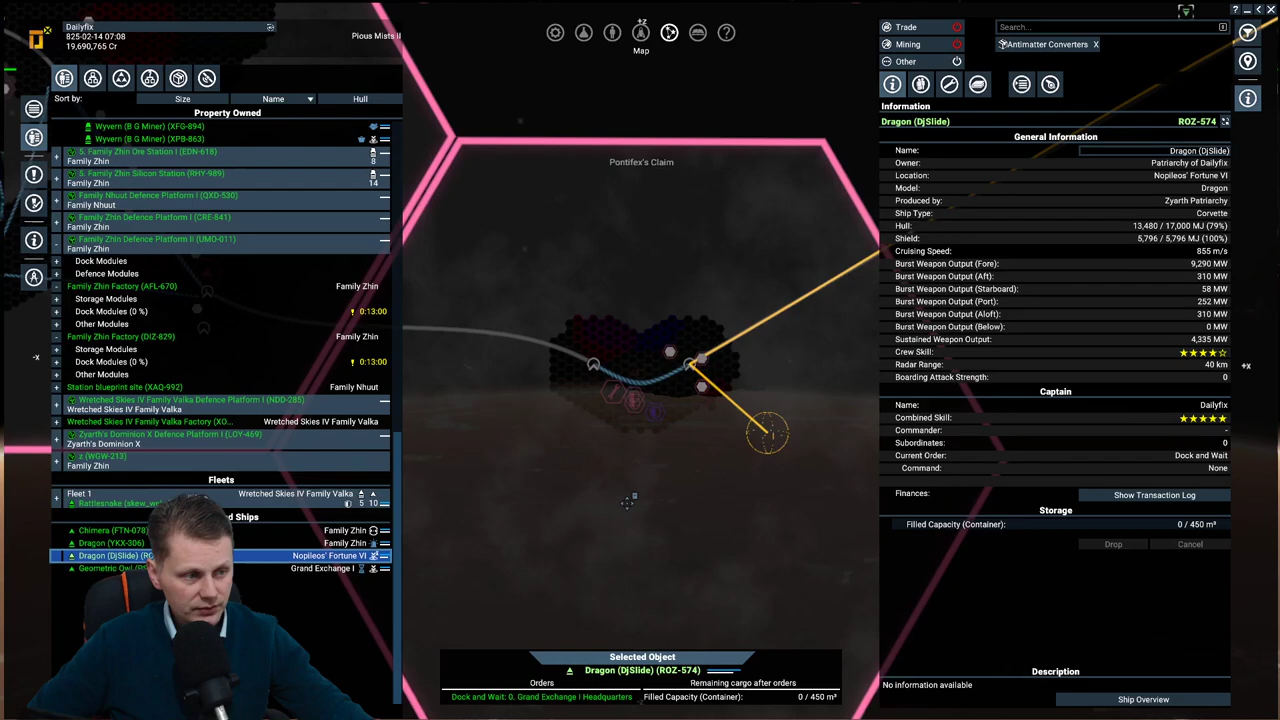 Dailyfix
825-02-14 07:08
19,690,765 Cr
Pious Mists II
+Z
Map
Sort by:
Size
Name
Hull
Property Owned
Wyvern (B G Miner) (XFG-894)
Wyvern (B G Miner) (XPB-863)
5. Family Zhin Ore Station I (EDN-618)
Family Zhin
8
5. Family Zhin Silicon Station (RHY-989)
Family Zhin
14
Family Nhuut Defence Platform I (QXD-530)
Family Nhuut
Family Zhin Defence Platform I (CRE-541)
Family Zhin
Family Zhin Defence Platform II (UMO-011)
Family Zhin
Dock Modules
Defence Modules
Family Zhin Factory (AFL-670) Family Zhin
Storage Modules
Dock Modules (0 %) 0:13:00
Other Modules
Family Zhin Factory (DIZ-829) Family Zhin
Storage Modules
Dock Modules (0 %) 0:13:00
Other Modules
Station blueprint site (XAQ-992) Family Nhuut
Wretched Skies IV Family Valka Defence Platform I (NDD-285)
Wretched Skies IV Family Valka
Wretched Skies IV Family Valka Factory (XO... Wretched Skies IV Family Valka
Zyarth's Dominion X Defence Platform I (LOY-469)
Zyarth's Dominion X
z (WGW-213)
Family Zhin
Fleets
Fleet 1 Wretched Skies IV Family Valka
5 10
Chimera (FTN-078) Family Zhin
Dragon (YKX-306) Family Zhin
Dragon (DjSlide) Nopileos' Fortune VI
Geometric Owl Grand Exchange I
-X
Pontifex's Claim
+X
Selected Object
Dragon (DjSlide) (ROZ-574)
Orders
Remaining cargo after orders
Dock and Wait: 0. Grand Exchange I Headquarters
Filled Capacity (Container): 0 / 450 m³
Trade
Mining
Other
Search...
Antimatter Converters X
Information
Dragon (DjSlide) ROZ-574
General Information
Name: Dragon (DjSlide)
Owner: Patriarchy of Dailyfix
Location: Nopileos' Fortune VI
Model: Dragon
Produced by: Zyarth Patriarchy
Ship Type: Corvette
Hull: 13,480 / 17,000 MJ (79%)
Shield: 5,796 / 5,796 MJ (100%)
Cruising Speed: 855 m/s
Burst Weapon Output (Fore): 9,290 MW
Burst Weapon Output (Aft): 310 MW
Burst Weapon Output (Starboard): 58 MW
Burst Weapon Output (Port): 252 MW
Burst Weapon Output (Aloft): 310 MW
Burst Weapon Output (Below): 0 MW
Sustained Weapon Output: 4,335 MW
Crew Skill: ★★★★☆
Radar Range: 40 km
Boarding Attack Strength: 0
Captain
Name: Dailyfix
Combined Skill: ★★★★★
Commander: -
Subordinates: 0
Current Order: Dock and Wait
Command: None
Finances:
Show Transaction Log
Storage
Filled Capacity (Container): 0 / 450 m³
Drop
Cancel
Description
No information available
Ship Overview